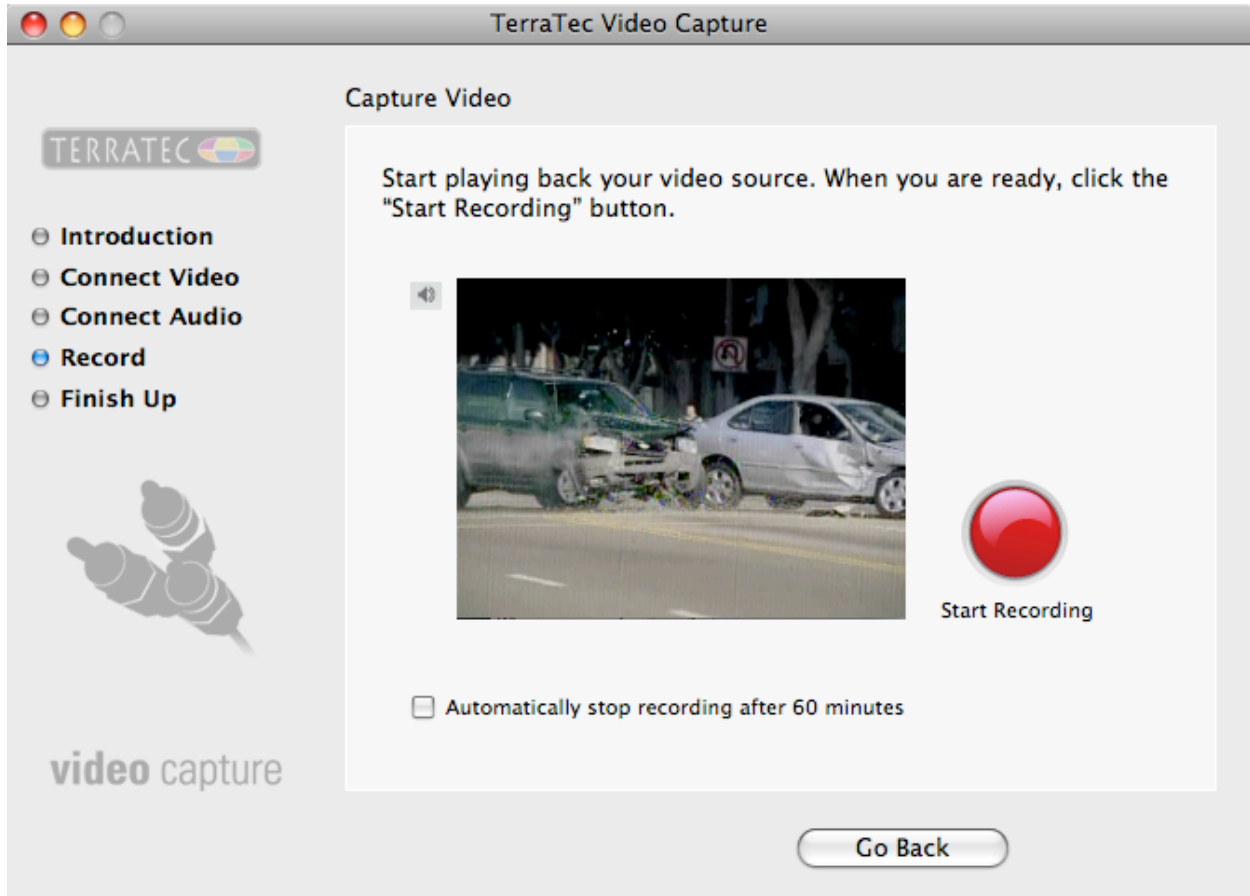 TerraTec Video Capture
Capture Video
TERRATEC
Start playing back your video source. When you are ready, click the
“Start Recording” button.
Introduction
Connect Video
Connect Audio
Record
Finish Up
Start Recording
Automatically stop recording after 60 minutes
video capture
Go Back